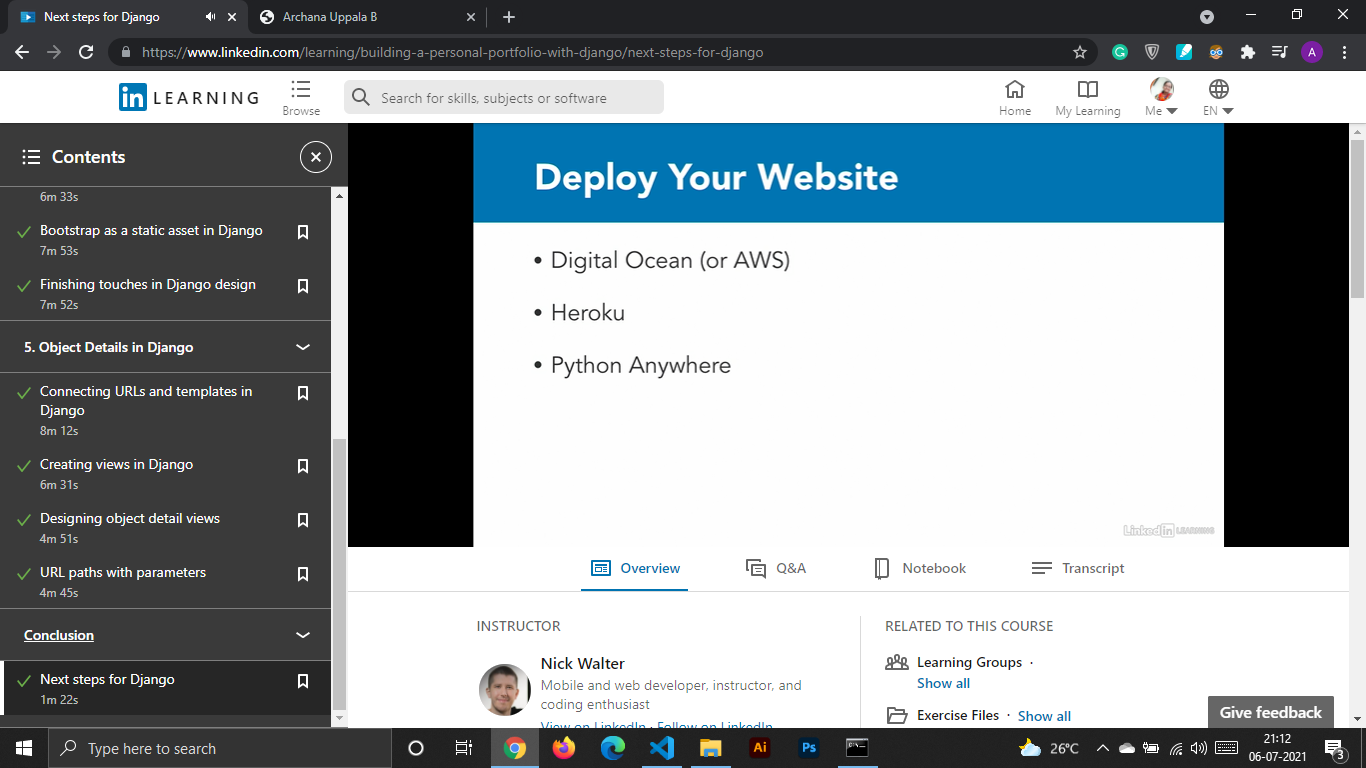 Next steps for Django
Archana Uppala B
https://www.linkedin.com/learning/building-a-personal-portfolio-with-django/next-steps-for-django
A
in LEARNING
Browse
Search for skills, subjects or software
Home
My Learning
Me
EN
Contents
6m 33s
Bootstrap as a static asset in Django
7m 53s
Finishing touches in Django design
7m 52s
5. Object Details in Django
Connecting URLs and templates in
Django
8m 12s
Creating views in Django
6m 31s
Designing object detail views
4m 51s
URL paths with parameters
4m 45s
Conclusion
Next steps for Django
1m 22s
Deploy Your Website
• Digital Ocean (or AWS)
• Heroku
• Python Anywhere
Linked in LEARNING
Overview
Q&A
Notebook
Transcript
INSTRUCTOR
Nick Walter
Mobile and web developer, instructor, and
coding enthusiast
View on LinkedIn · Follow on LinkedIn
RELATED TO THIS COURSE
Learning Groups ·
Show all
Exercise Files · Show all
Give feedback
Type here to search
Ai
Ps
26°C
21:12
06-07-2021
3